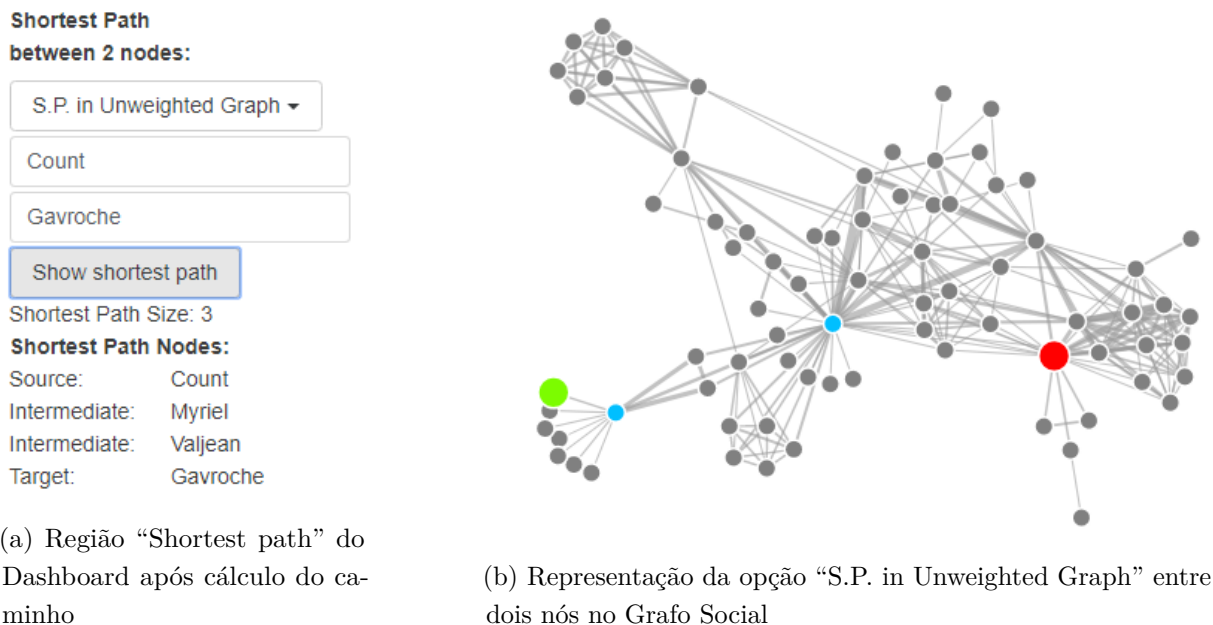 Shortest Path
between 2 nodes:
S.P. in Unweighted Graph
Count
Gavroche
Show shortest path
Shortest Path Size: 3
Shortest Path Nodes:
Source: Count
Intermediate: Myriel
Intermediate: Valjean
Target: Gavroche
(a) Região “Shortest path” do
Dashboard após cálculo do ca-
minho
(b) Representação da opção “S.P. in Unweighted Graph” entre
dois nós no Grafo Social